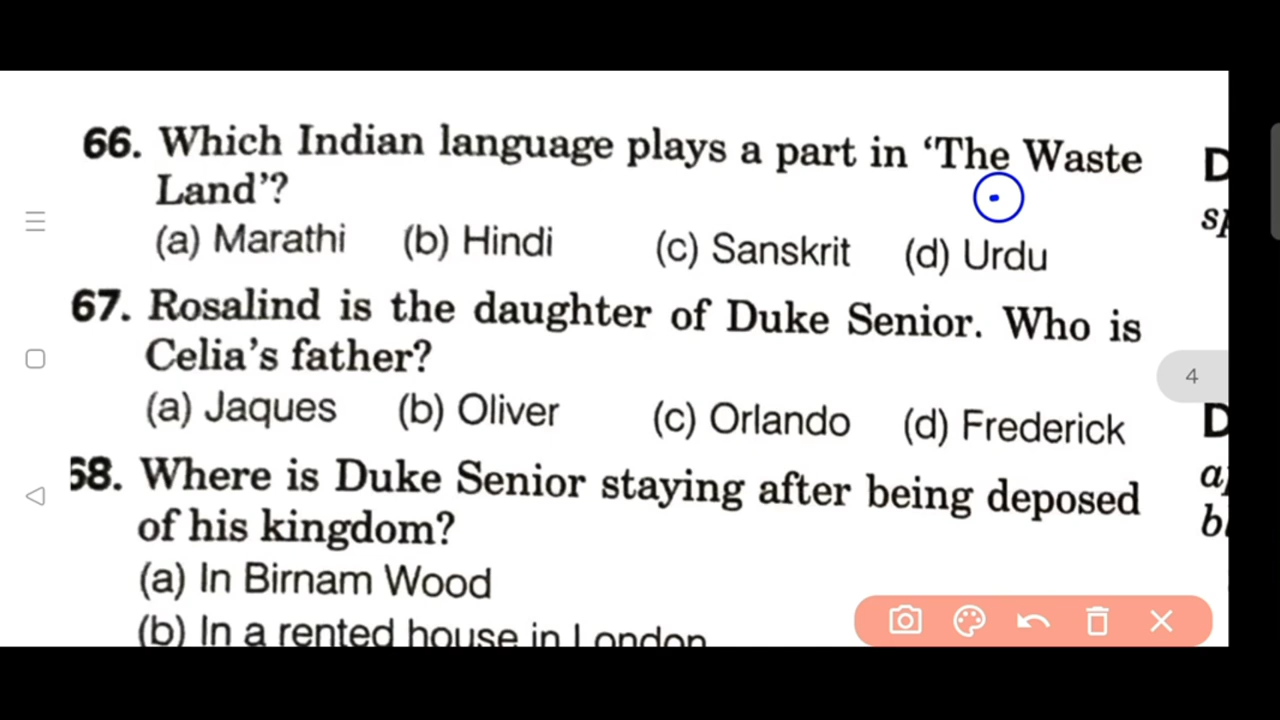 66. Which Indian language plays a part in ‘The Waste
Land’?
(a) Marathi (b) Hindi (c) Sanskrit (d) Urdu
67. Rosalind is the daughter of Duke Senior. Who is
Celia’s father?
(a) Jaques (b) Oliver (c) Orlando (d) Frederick
68. Where is Duke Senior staying after being deposed
of his kingdom?
(a) In Birnam Wood
(b) In a rented house in London
4